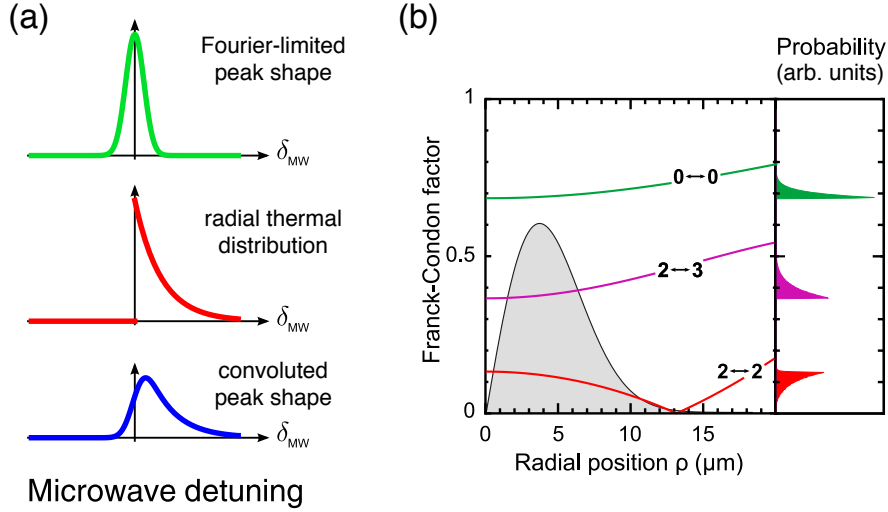 (a)
Fourier-limited
peak shape
δMW
radial thermal
distribution
δMW
convoluted
peak shape
δMW
Microwave detuning
(b)
Probability
(arb. units)
Franck-Condon factor
1
0.5
0
0↔0
2↔3
2↔2
0 5 10 15
Radial position ρ (μm)